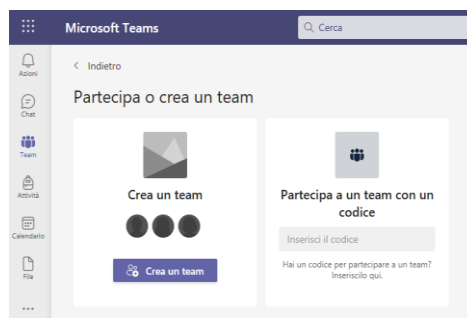 Microsoft Teams
Cerca
Azioni
Chat
Team
Attività
Calendario
File
Indietro
Partecipa o crea un team
Crea un team
Crea un team
Partecipa a un team con un
codice
Inserisci il codice
Hai un codice per partecipare a un team?
Inseriscilo qui.